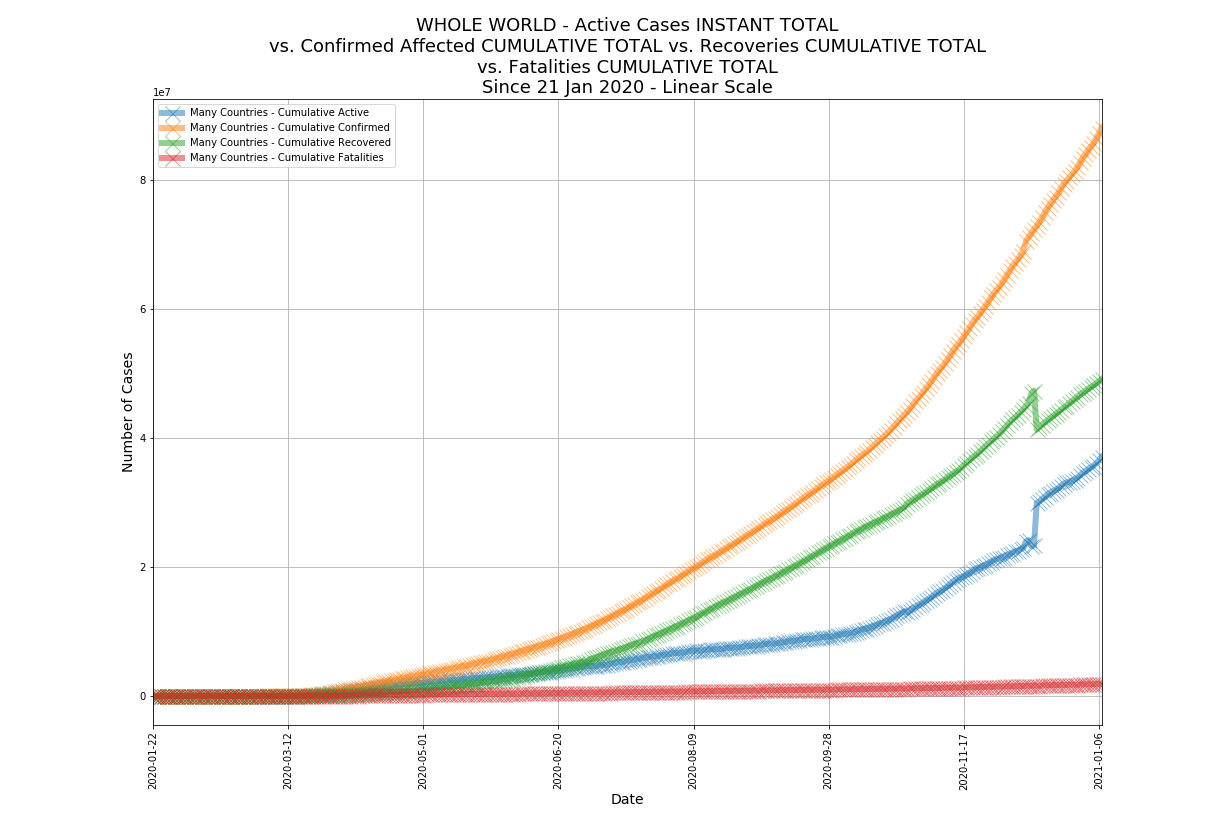 WHOLE WORLD - Active Cases INSTANT TOTAL
vs. Confirmed Affected CUMULATIVE TOTAL vs. Recoveries CUMULATIVE TOTAL
vs. Fatalities CUMULATIVE TOTAL
Since 21 Jan 2020 - Linear Scale
1e7
Many Countries - Cumulative Active
Many Countries - Cumulative Confirmed
Many Countries - Cumulative Recovered
Many Countries - Cumulative Fatalities
Number of Cases
8
6
4
2
0
2020-01-22
2020-03-12
2020-05-01
2020-06-20
2020-08-09
2020-09-28
2020-11-17
2021-01-06
Date